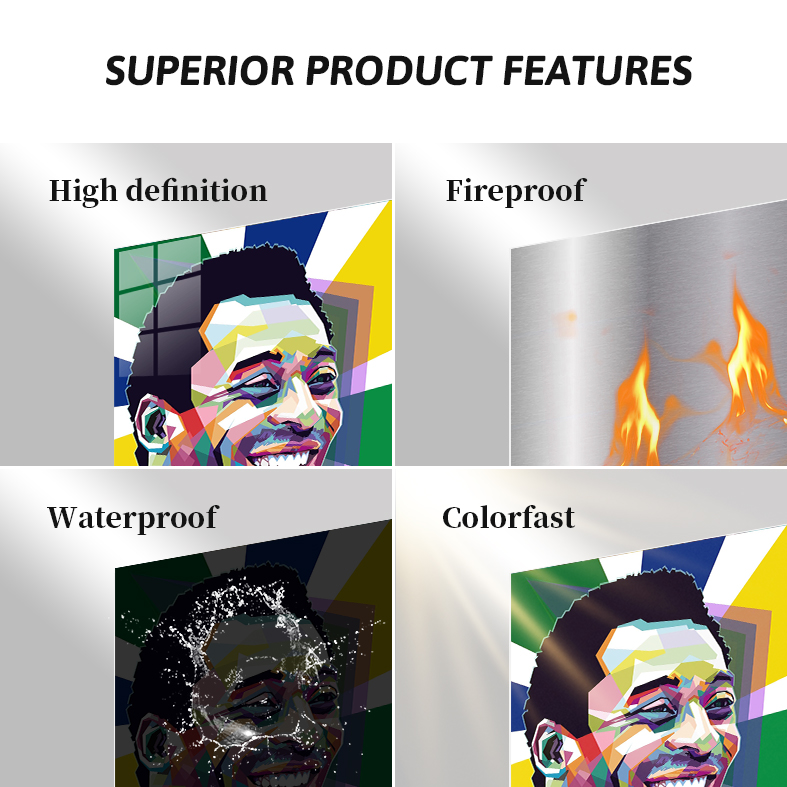 SUPERIOR PRODUCT FEATURES
High definition
Fireproof
Waterproof
Colorfast